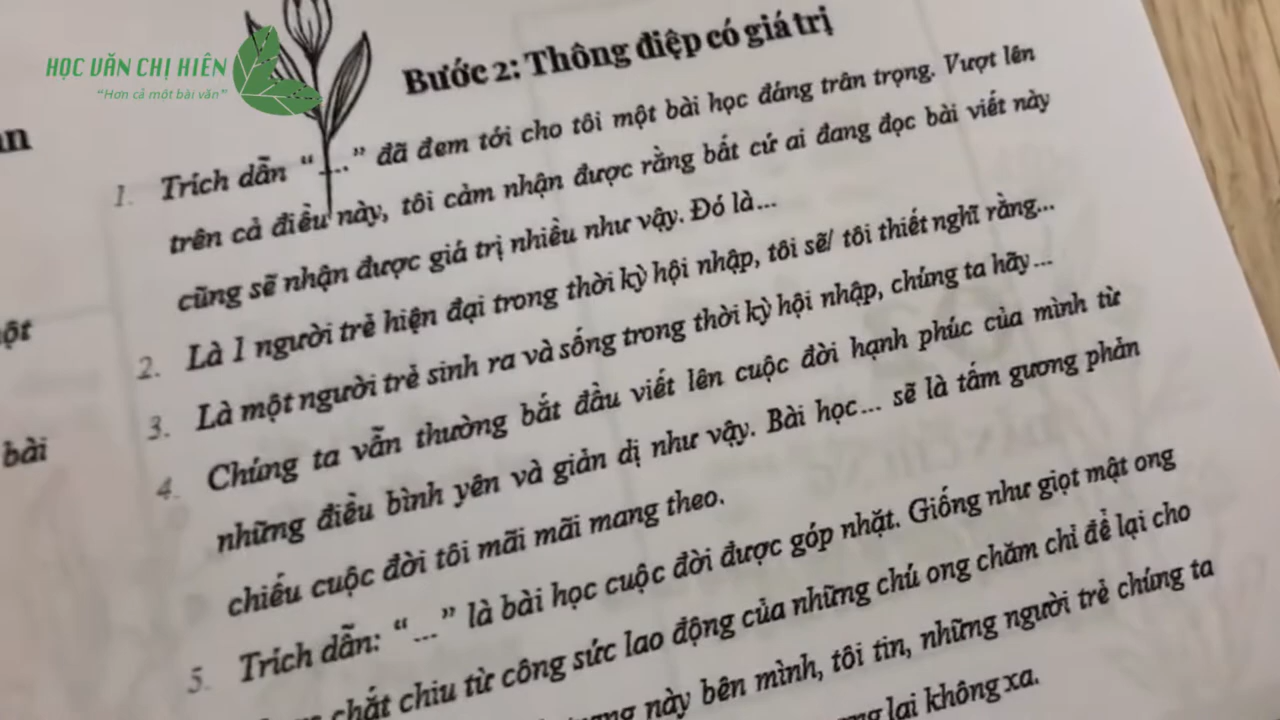 HỌC VĂN CHỊ HIÊN
“Hơn cả một bài văn”
Bước 2: Thông điệp có giá trị
1. Trích dẫn “....” đã đem tới cho tôi một bài học đáng trân trọng. Vượt lên
trên cả điều này, tôi cảm nhận được rằng bất cứ ai đang đọc bài viết này
cũng sẽ nhận được giá trị nhiều như vậy. Đó là...
2. Là 1 người trẻ hiện đại trong thời kỳ hội nhập, tôi sẽ/ tôi thiết nghĩ rằng...
3. Là một người trẻ sinh ra và sống trong thời kỳ hội nhập, chúng ta hãy...
4. Chúng ta vẫn thường bắt đầu viết lên cuộc đời hạnh phúc của mình từ
những điều bình yên và giản dị như vậy. Bài học... sẽ là tấm gương phản
chiếu cuộc đời tôi mãi mãi mang theo.
5. Trích dẫn: “...” là bài học cuộc đời được góp nhặt. Giống như giọt mật ong
chắt chiu từ công sức lao động của những chú ong chăm chỉ để lại cho
này bên mình, tôi tin, những người trẻ chúng ta
lai không xa.
ột
bài